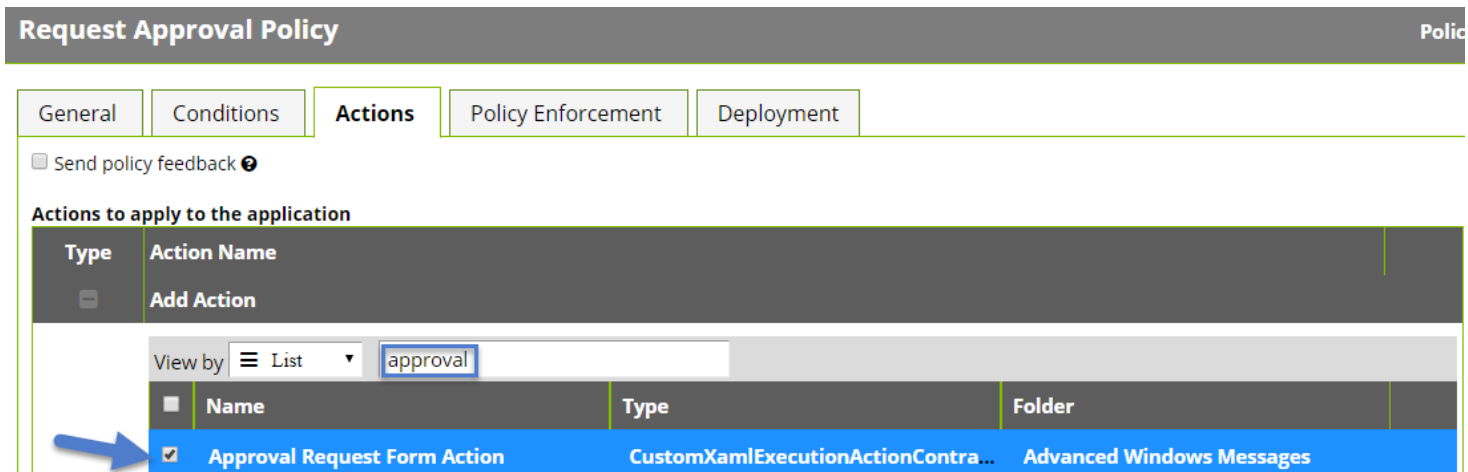 Request Approval Policy Polic
General Conditions Actions Policy Enforcement Deployment
Send policy feedback
Actions to apply to the application
Type Action Name
Add Action
View by List approval
Name Type Folder
Approval Request Form Action CustomXamlExecutionActionContra... Advanced Windows Messages